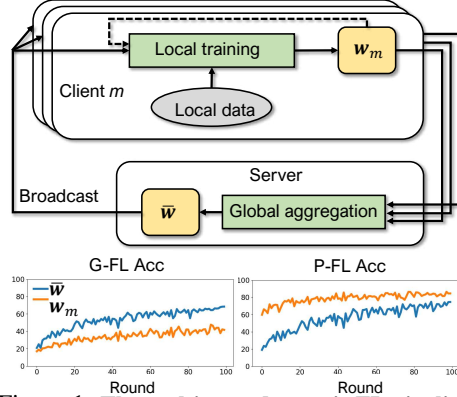 Local training
w_m
Client m
Local data
Server
Broadcast
w̄
Global aggregation
G-FL Acc
P-FL Acc
100
80
60
40
20
0
w̄
w_m
0
20
40
60
80
100
Round
100
80
60
40
20
0
0
20
40
60
80
100
Round